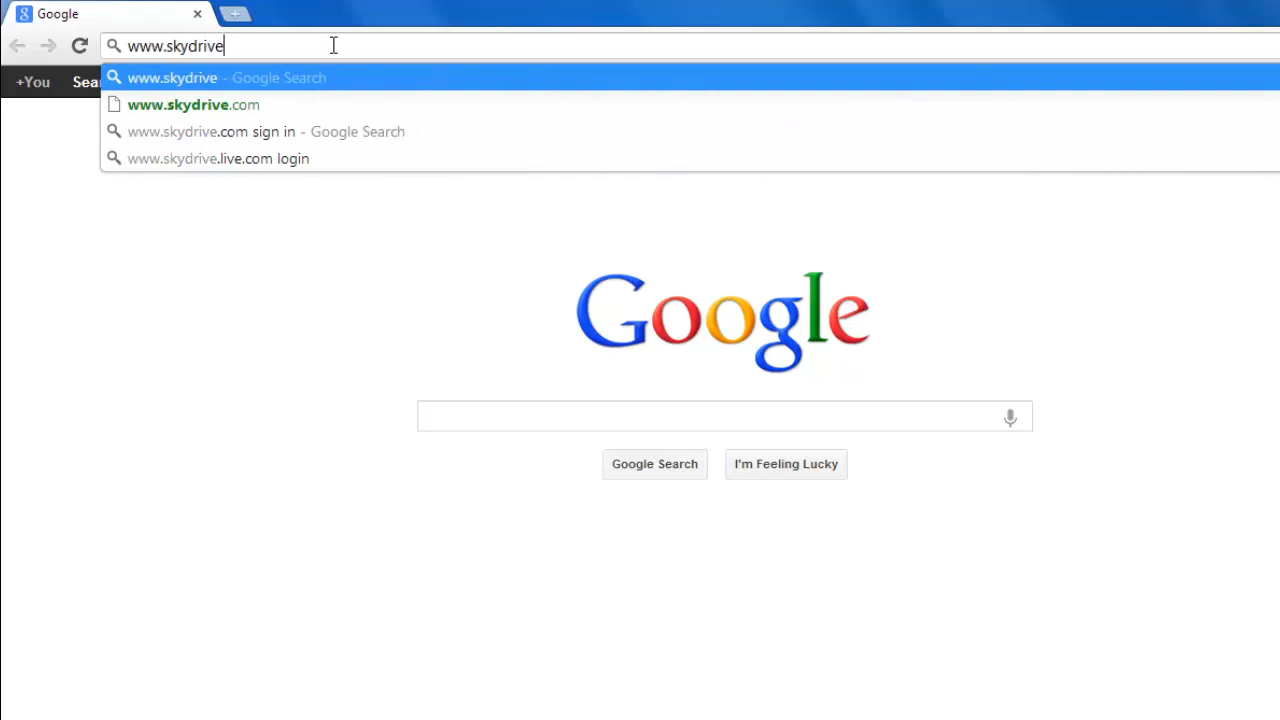 Google
www.skydrive
+You Sea
www.skydrive - Google Search
www.skydrive.com
www.skydrive.com sign in - Google Search
www.skydrive.live.com login
Google
Google Search I'm Feeling Lucky